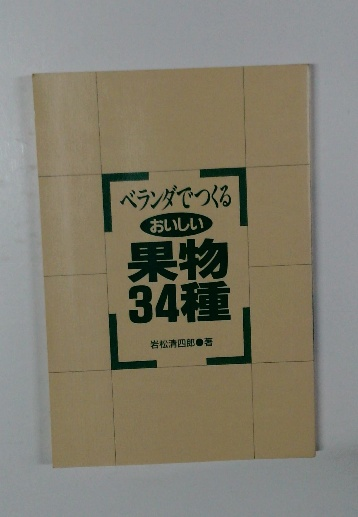 ベランダでつくる
おいしい
果物
34種
岩松清四郎●著